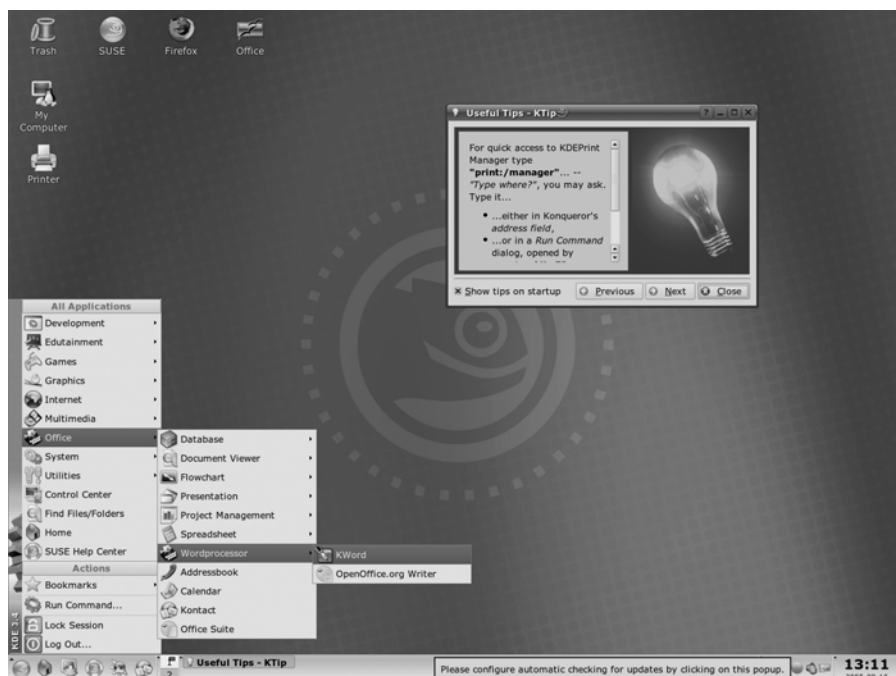 Trash
SUSE
Firefox
Office
My
Computer
Printer
Useful Tips - KTip
For quick access to KDEPrint
Manager type
"print:/manager"... --
"Type where?", you may ask.
Type it...
...either in Konqueror's
address field,
...or in a Run Command
dialog, opened by
Show tips on startup
Previous
Next
Close
All Applications
Development
Edutainment
Games
Graphics
Internet
Multimedia
Office
System
Utilities
Control Center
Find Files/Folders
Home
SUSE Help Center
Actions
Bookmarks
Run Command...
Lock Session
Log Out...
KDE 3.4
Database
Document Viewer
Flowchart
Presentation
Project Management
Spreadsheet
Wordprocessor
Addressbook
Calendar
Kontact
Office Suite
KWord
OpenOffice.org Writer
Useful Tips - KTip
Please configure automatic checking for updates by clicking on this popup.
13:11